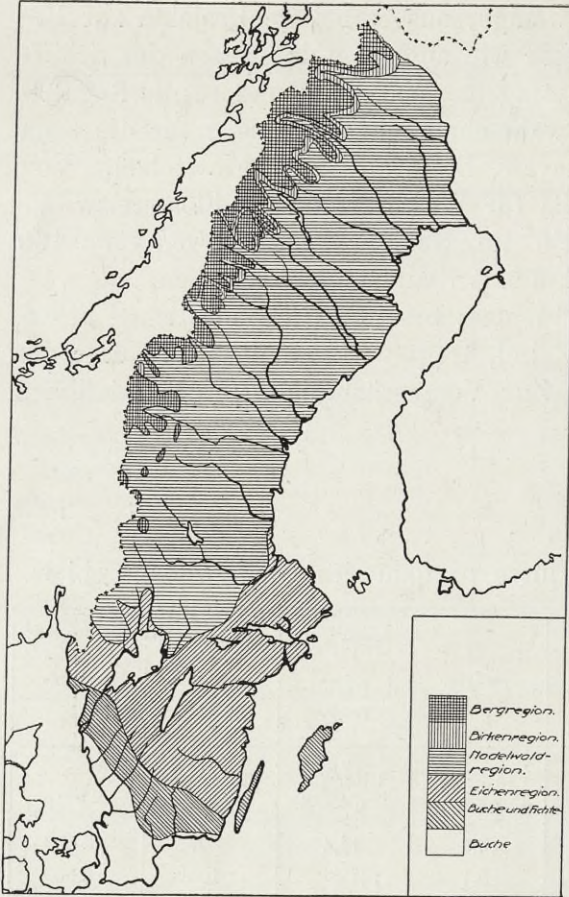 Bergregion.
Birkenregion.
Nadelwald-
region.
Eichenregion.
Buche und Fichte
Buche